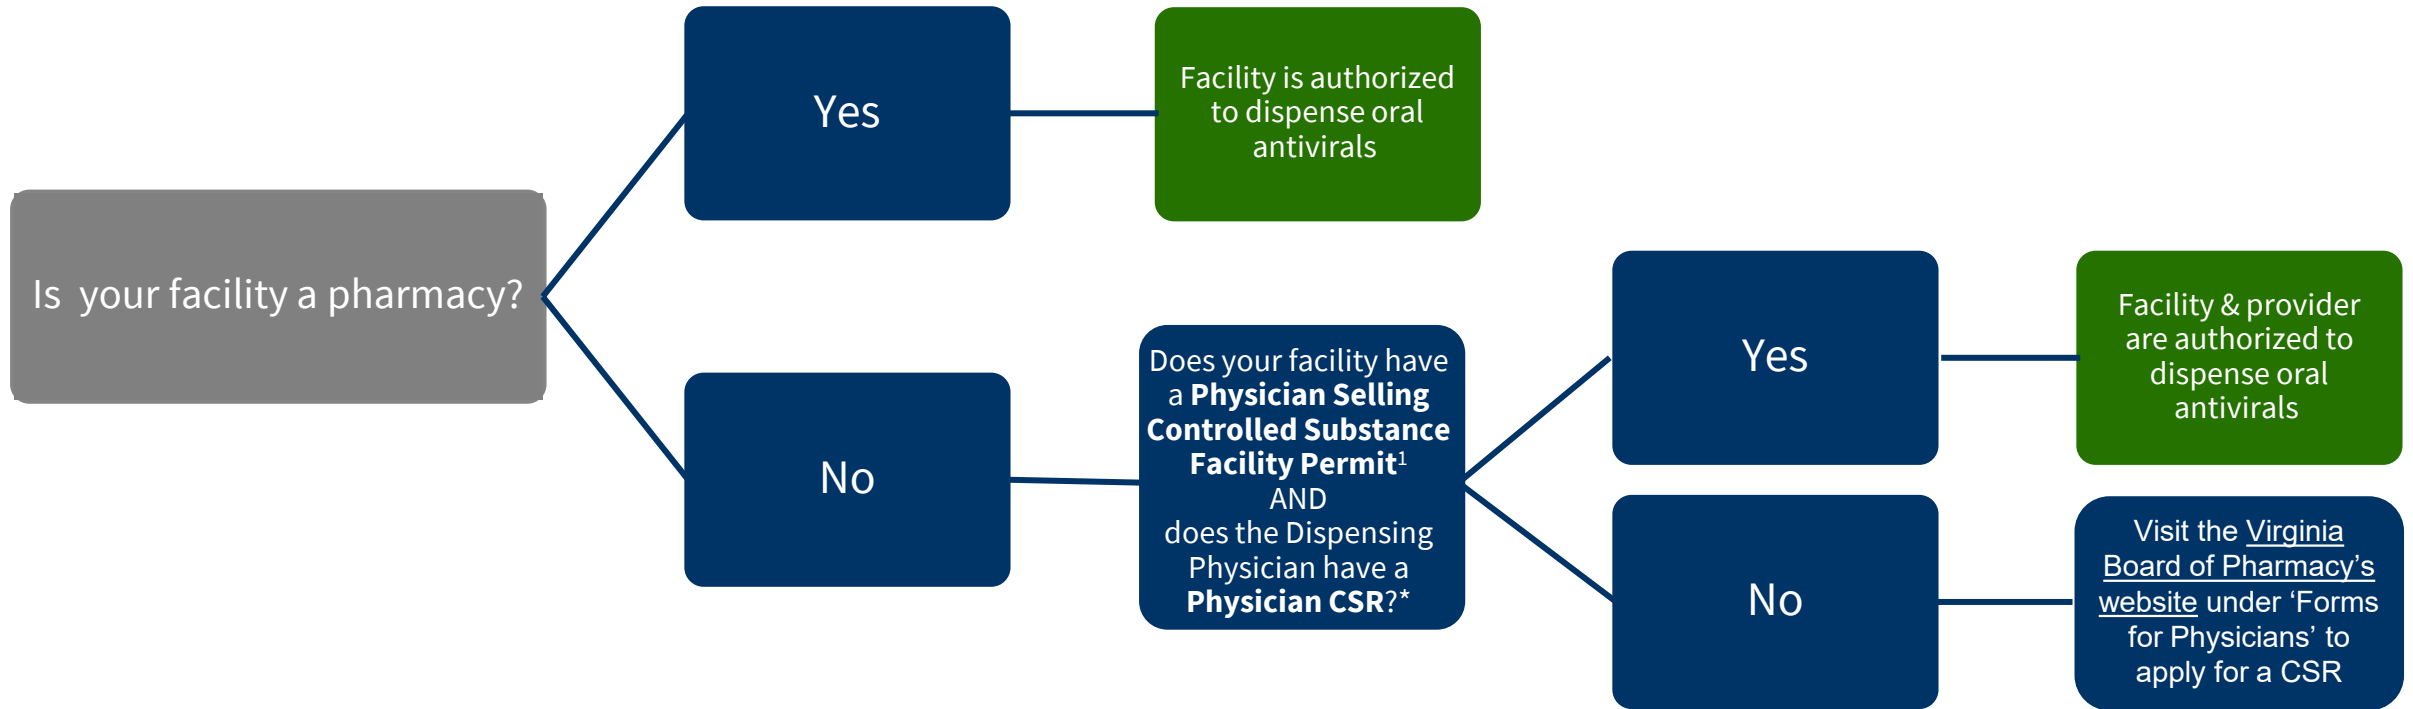 Is your facility a pharmacy?
Yes
Facility is authorized
to dispense oral
antivirals
No
Does your facility have
a Physician Selling
Controlled Substance
Facility Permit¹
AND
does the Dispensing
Physician have a
Physician CSR?*
Yes
Facility & provider
are authorized to
dispense oral
antivirals
No
Visit the Virginia
Board of Pharmacy’s
website under ‘Forms
for Physicians’ to
apply for a CSR